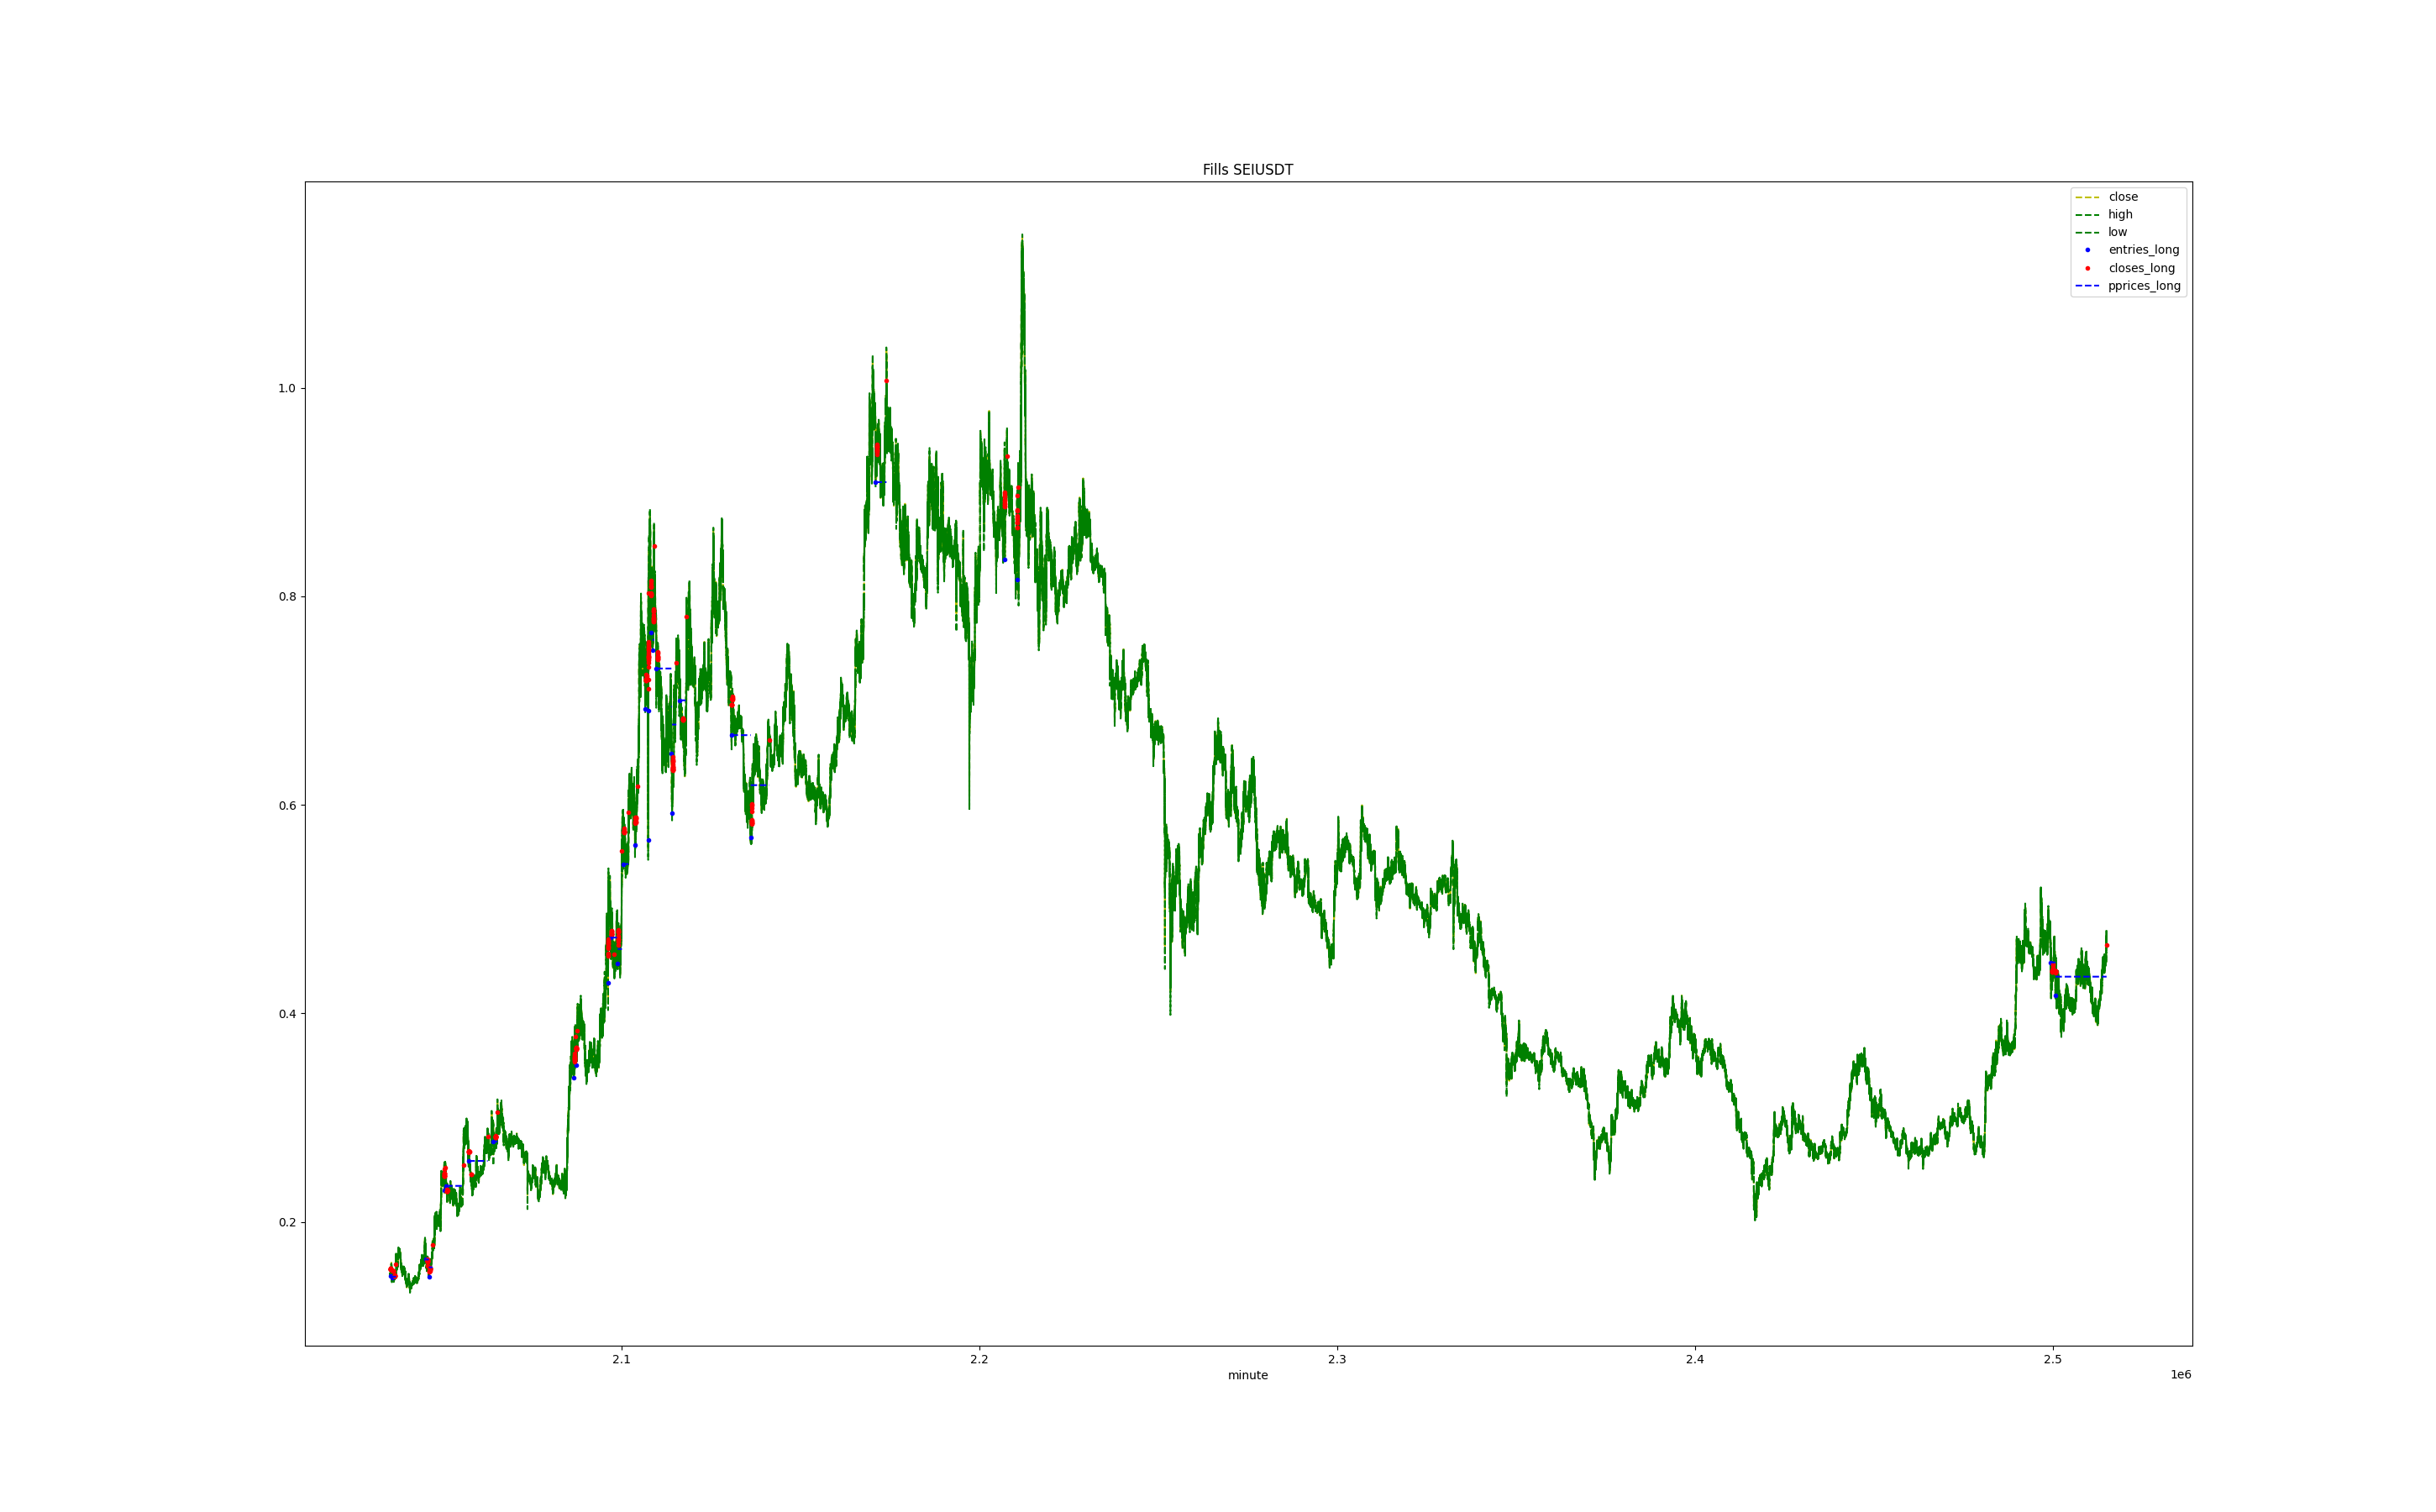 Fills SEIUSDT
close
high
low
entries_long
closes_long
pprices_long
1.0
0.8
0.6
0.4
0.2
2.1
2.2
2.3
2.4
2.5
minute
1e6